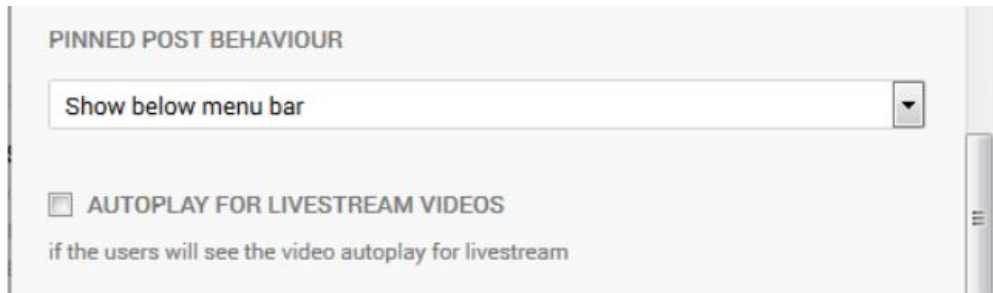 PINNED POST BEHAVIOUR
Show below menu bar
AUTOPLAY FOR LIVESTREAM VIDEOS
if the users will see the video autoplay for livestream